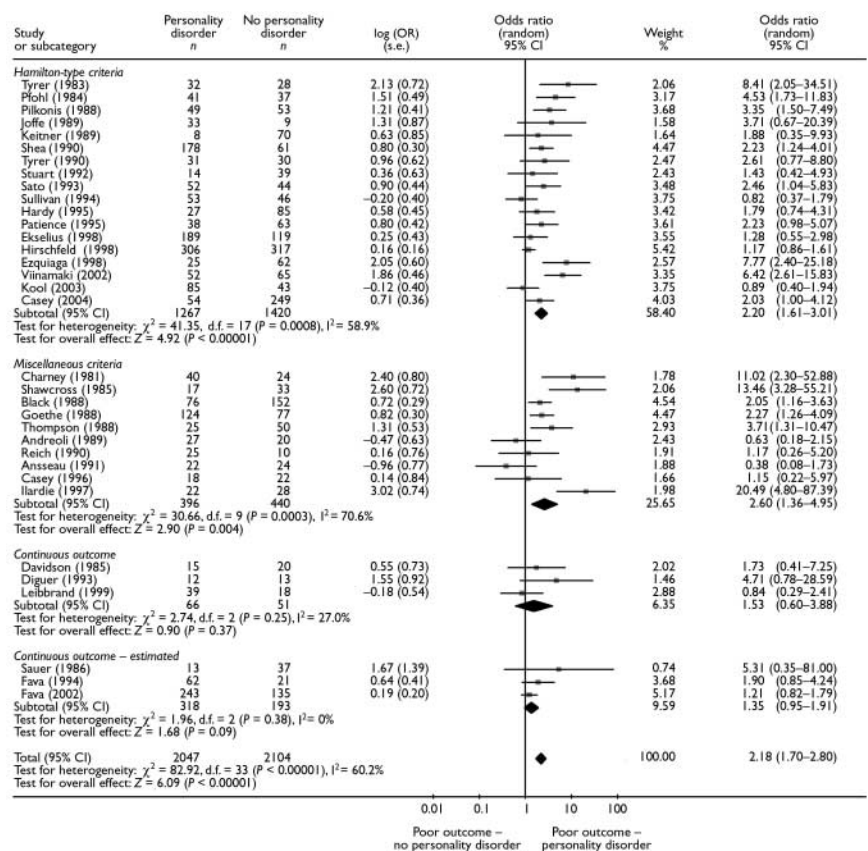 Study or subcategory Personality disorder n No personality disorder n log (OR) (s.e.) Odds ratio (random) 95% CI Weight % Odds ratio (random) 95% CI
Hamilton-type criteria
Tyrer (1983) 32 28 2.13 (0.72) 2.06 8.41 (2.05–34.51)
Pfohl (1984) 41 37 1.51 (0.49) 3.17 4.53 (1.73–11.83)
Pilkonis (1988) 49 53 1.21 (0.41) 3.68 3.35 (1.50–7.49)
Joffe (1989) 33 9 1.31 (0.87) 1.58 3.71 (0.67–20.39)
Keitner (1989) 8 70 0.63 (0.85) 1.64 1.88 (0.35–9.93)
Shea (1990) 178 61 0.80 (0.30) 4.47 2.23 (1.24–4.01)
Tyrer (1990) 31 30 0.96 (0.62) 2.47 2.61 (0.77–8.80)
Stuart (1992) 14 39 0.36 (0.63) 2.43 1.43 (0.42–4.93)
Sato (1993) 52 44 0.90 (0.44) 3.48 2.46 (1.04–5.83)
Sullivan (1994) 53 46 −0.20 (0.40) 3.75 0.82 (0.37–1.79)
Hardy (1995) 27 85 0.58 (0.45) 3.42 1.79 (0.74–4.31)
Patience (1995) 38 63 0.80 (0.42) 3.61 2.23 (0.98–5.07)
Ekselius (1998) 189 119 0.25 (0.43) 3.55 1.28 (0.55–2.98)
Hirschfeld (1998) 306 317 0.16 (0.16) 5.42 1.17 (0.86–1.61)
Ezquiaga (1998) 25 62 2.05 (0.60) 2.57 7.77 (2.40–25.18)
Viinamaki (2002) 52 65 1.86 (0.46) 3.35 6.42 (2.61–15.83)
Kool (2003) 85 43 −0.12 (0.40) 3.75 0.89 (0.40–1.94)
Casey (2004) 54 249 0.71 (0.36) 4.03 2.03 (1.00–4.12)
Subtotal (95% CI) 1267 1420 58.40 2.20 (1.61–3.01)
Test for heterogeneity: χ² = 41.35, d.f. = 17 (P = 0.0008), I² = 58.9%
Test for overall effect: Z = 4.92 (P < 0.00001)
Miscellaneous criteria
Charney (1981) 40 24 2.40 (0.80) 1.78 11.02 (2.30–52.88)
Shawcross (1985) 17 33 2.60 (0.72) 2.06 13.46 (3.28–55.21)
Black (1988) 76 152 0.72 (0.29) 4.54 2.05 (1.16–3.63)
Goethe (1988) 124 77 0.82 (0.30) 4.47 2.27 (1.26–4.09)
Thompson (1988) 25 50 1.31 (0.53) 2.93 3.71 (1.31–10.47)
Andreoli (1989) 27 20 −0.47 (0.63) 2.43 0.63 (0.18–2.15)
Reich (1990) 25 10 0.16 (0.76) 1.91 1.17 (0.26–5.20)
Ansseau (1991) 22 24 −0.96 (0.77) 1.88 0.38 (0.08–1.73)
Casey (1996) 18 22 0.14 (0.84) 1.66 1.15 (0.22–5.97)
Ilardie (1997) 22 28 3.02 (0.74) 1.98 20.49 (4.80–87.39)
Subtotal (95% CI) 396 440 25.65 2.60 (1.36–4.95)
Test for heterogeneity: χ² = 30.66, d.f. = 9 (P = 0.0003), I² = 70.6%
Test for overall effect: Z = 2.90 (P = 0.004)
Continuous outcome
Davidson (1985) 15 20 0.55 (0.73) 2.02 1.73 (0.41–7.25)
Diguer (1993) 12 13 1.55 (0.92) 1.46 4.71 (0.78–28.59)
Leibbrand (1999) 39 18 −0.18 (0.54) 2.88 0.84 (0.29–2.41)
Subtotal (95% CI) 66 51 6.35 1.53 (0.60–3.88)
Test for heterogeneity: χ² = 2.74, d.f. = 2 (P = 0.25), I² = 27.0%
Test for overall effect: Z = 0.90 (P = 0.37)
Continuous outcome – estimated
Sauer (1986) 13 37 1.67 (1.39) 0.74 5.31 (0.35–81.00)
Fava (1994) 62 21 0.64 (0.41) 3.68 1.90 (0.85–4.24)
Fava (2002) 243 135 0.19 (0.20) 5.17 1.21 (0.82–1.79)
Subtotal (95% CI) 318 193 9.59 1.35 (0.95–1.91)
Test for heterogeneity: χ² = 1.96, d.f. = 2 (P = 0.38), I² = 0%
Test for overall effect: Z = 1.68 (P = 0.09)
Total (95% CI) 2047 2104 100.00 2.18 (1.70–2.80)
Test for heterogeneity: χ² = 82.92, d.f. = 33 (P < 0.00001), I² = 60.2%
Test for overall effect: Z = 6.09 (P < 0.00001)
0.01 0.1 1 10 100
Poor outcome – no personality disorder
Poor outcome – personality disorder